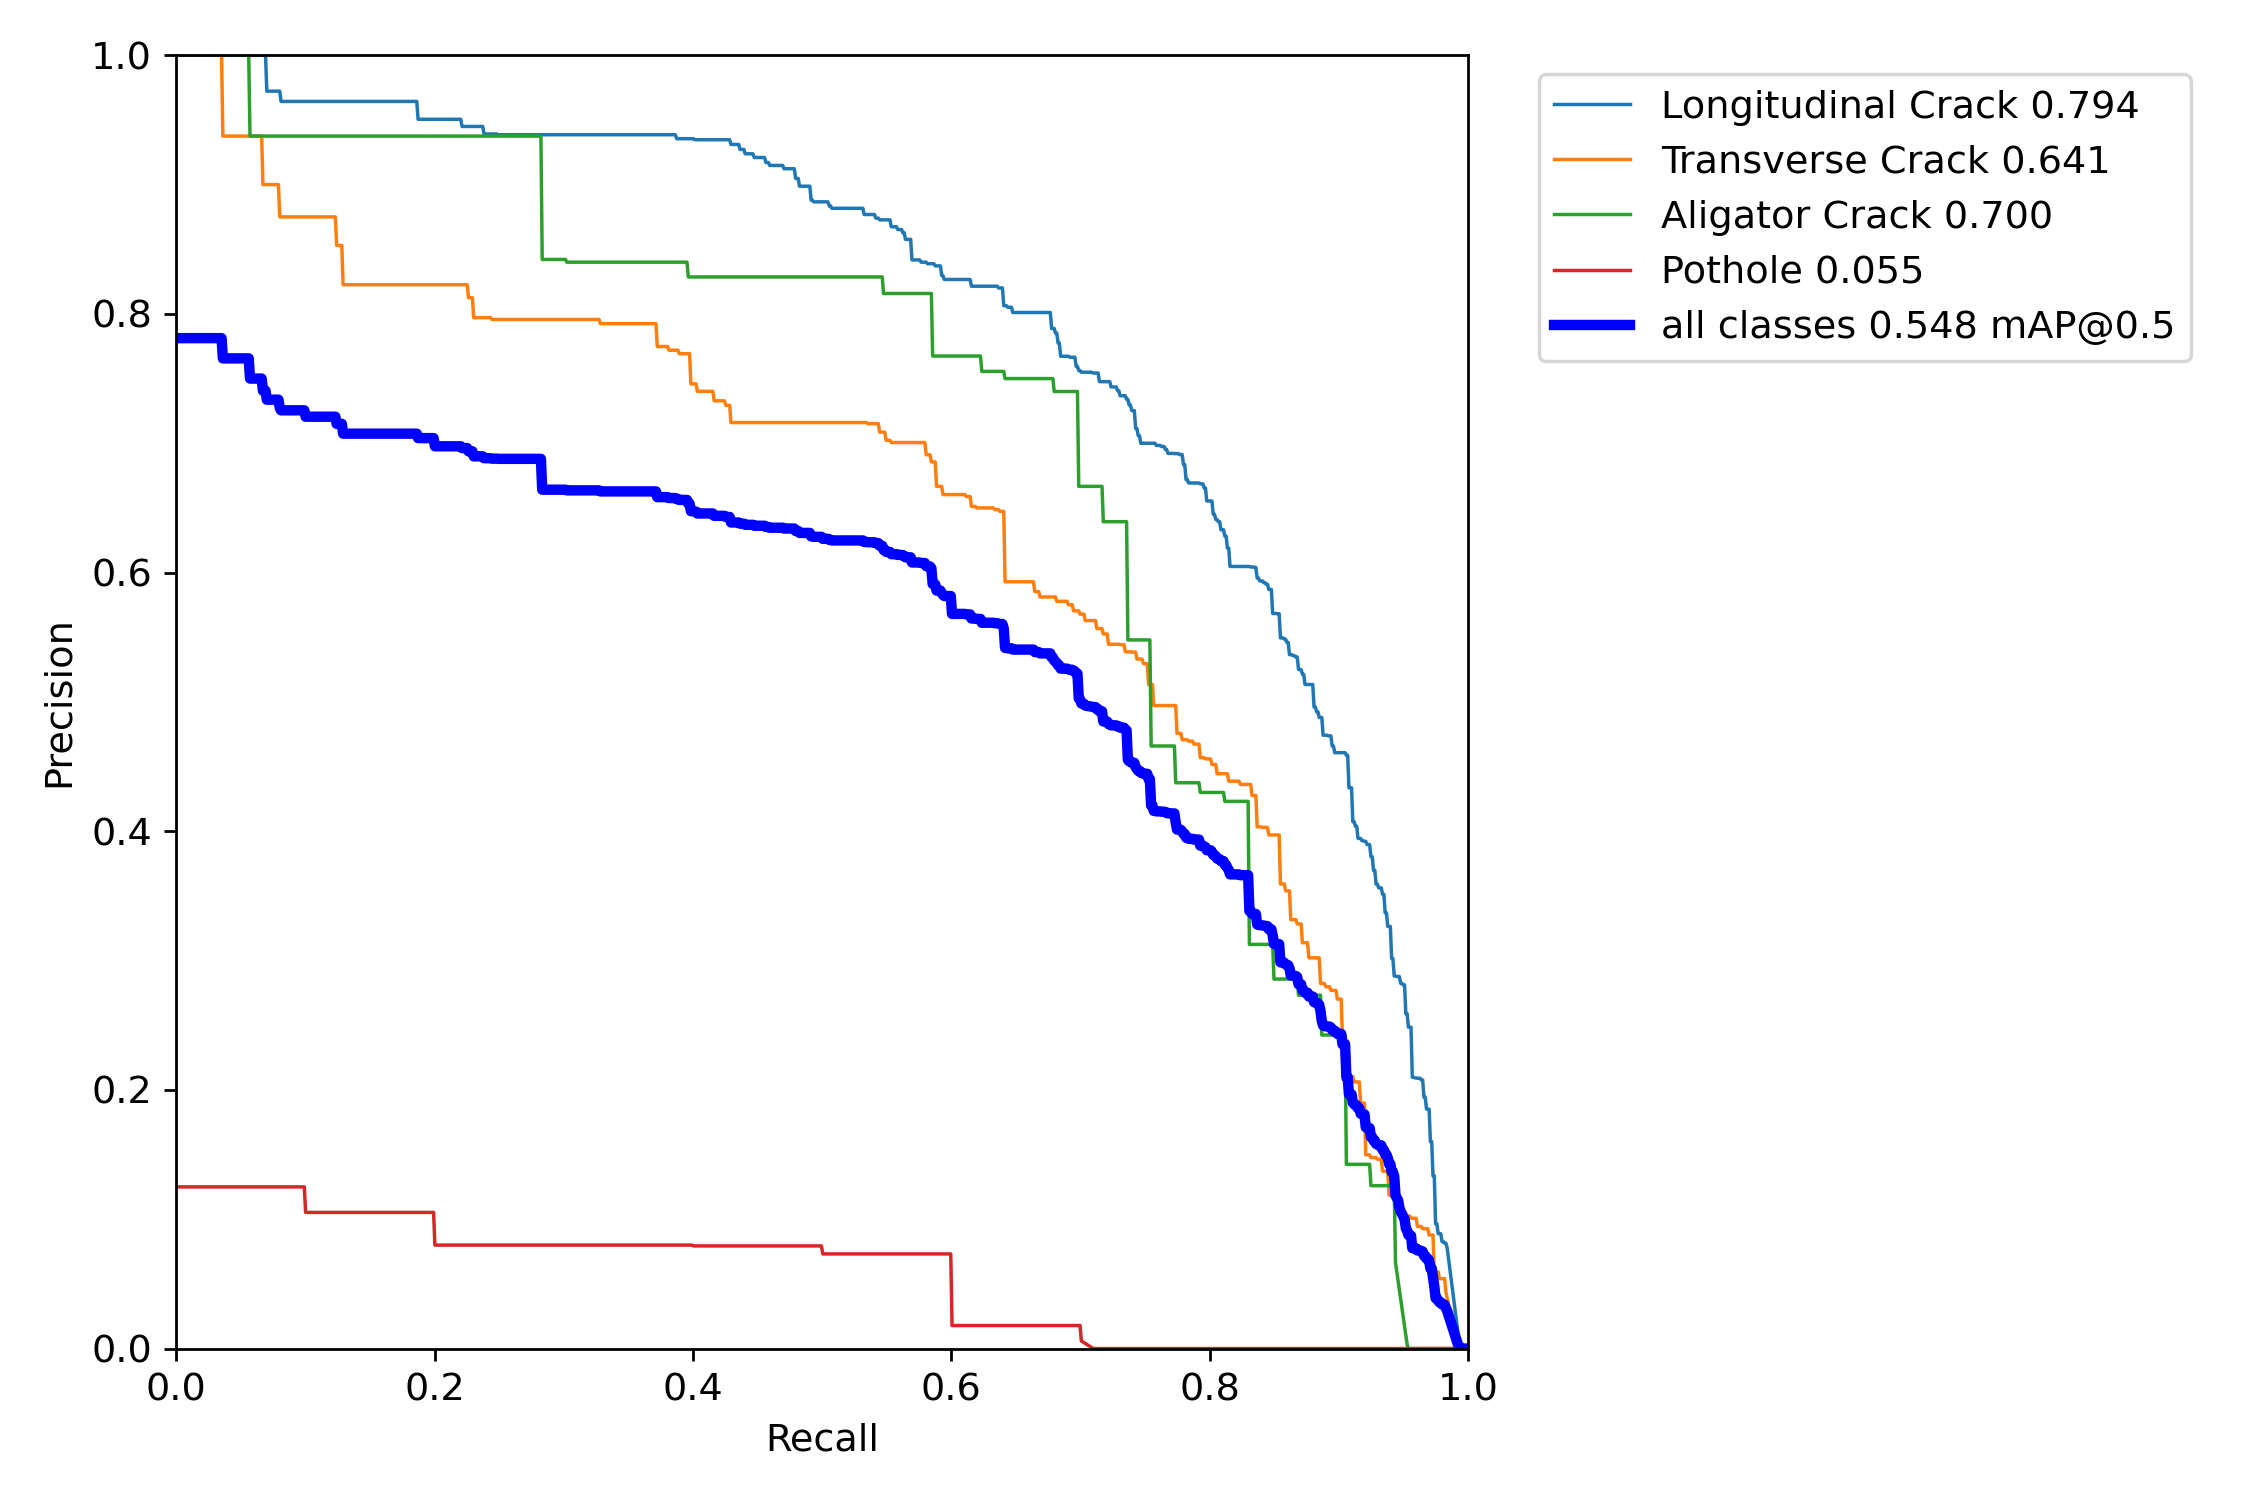 1.0
0.8
0.6
0.4
0.2
0.0
Precision
0.0 0.2 0.4 0.6 0.8 1.0
Recall
Longitudinal Crack 0.794
Transverse Crack 0.641
Aligator Crack 0.700
Pothole 0.055
all classes 0.548 mAP@0.5